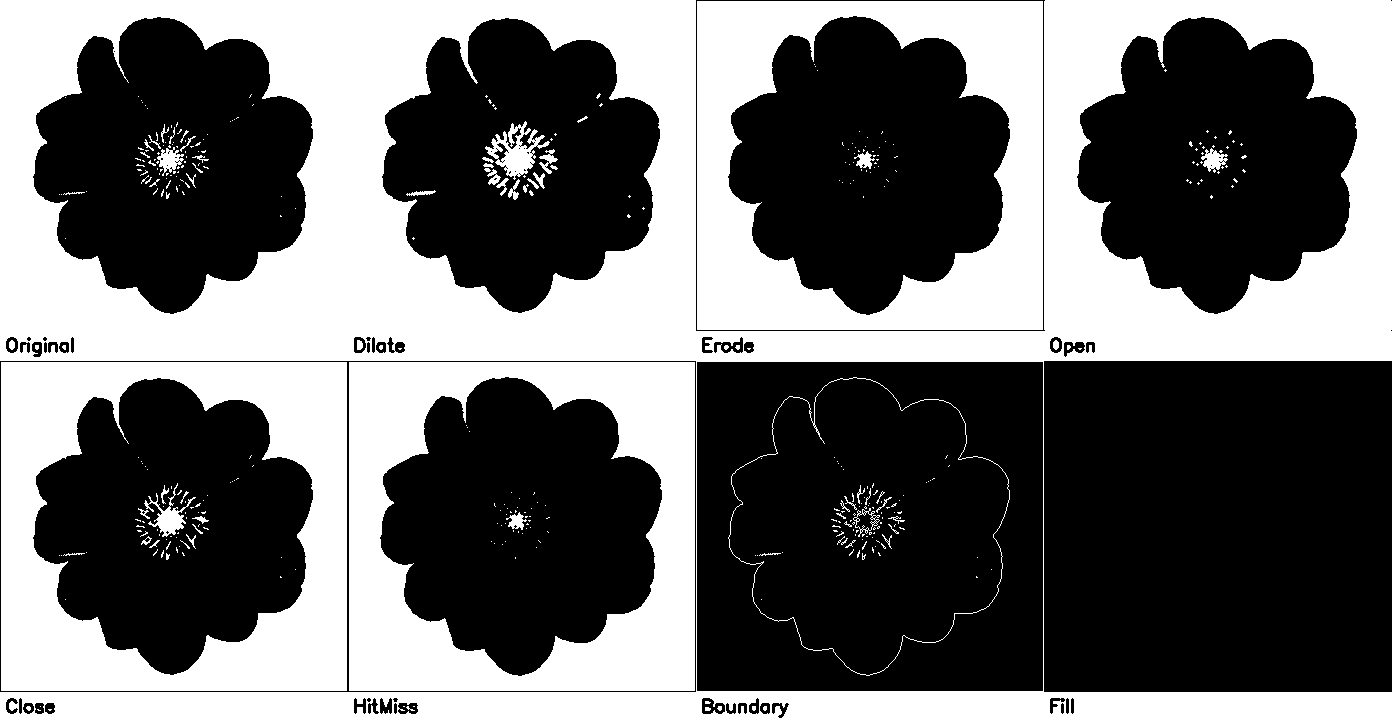 Original
Dilate
Erode
Open
Close
HitMiss
Boundary
Fill